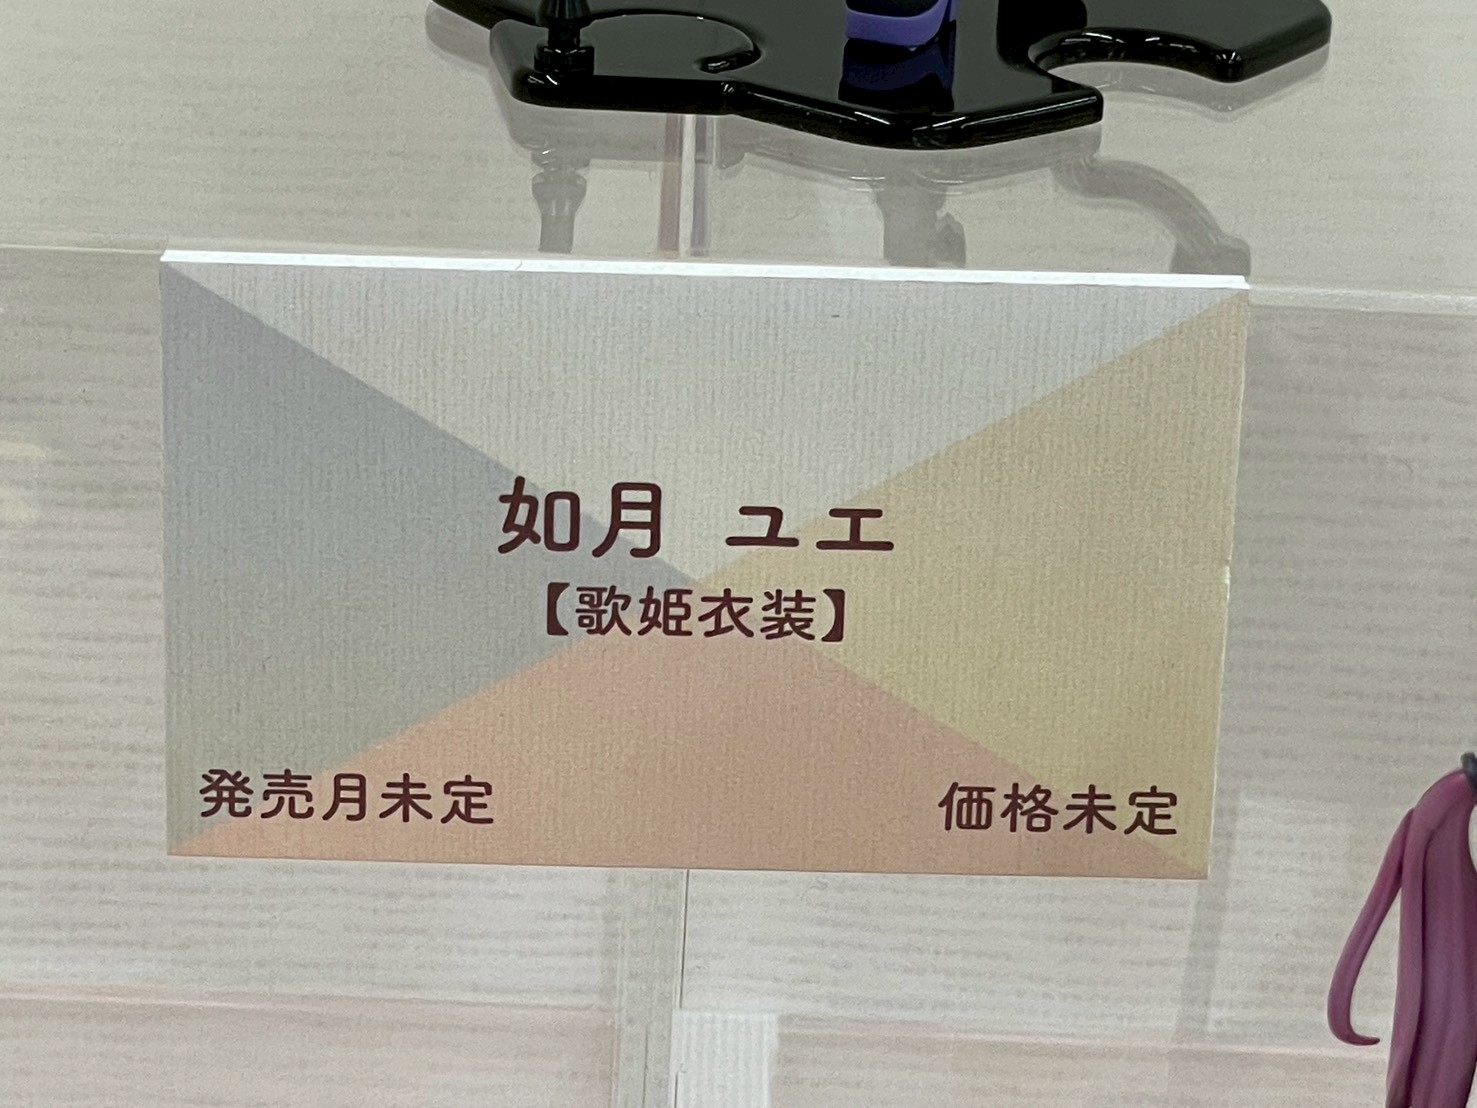 如月 ユエ
【歌姫衣装】
発売月未定
価格未定